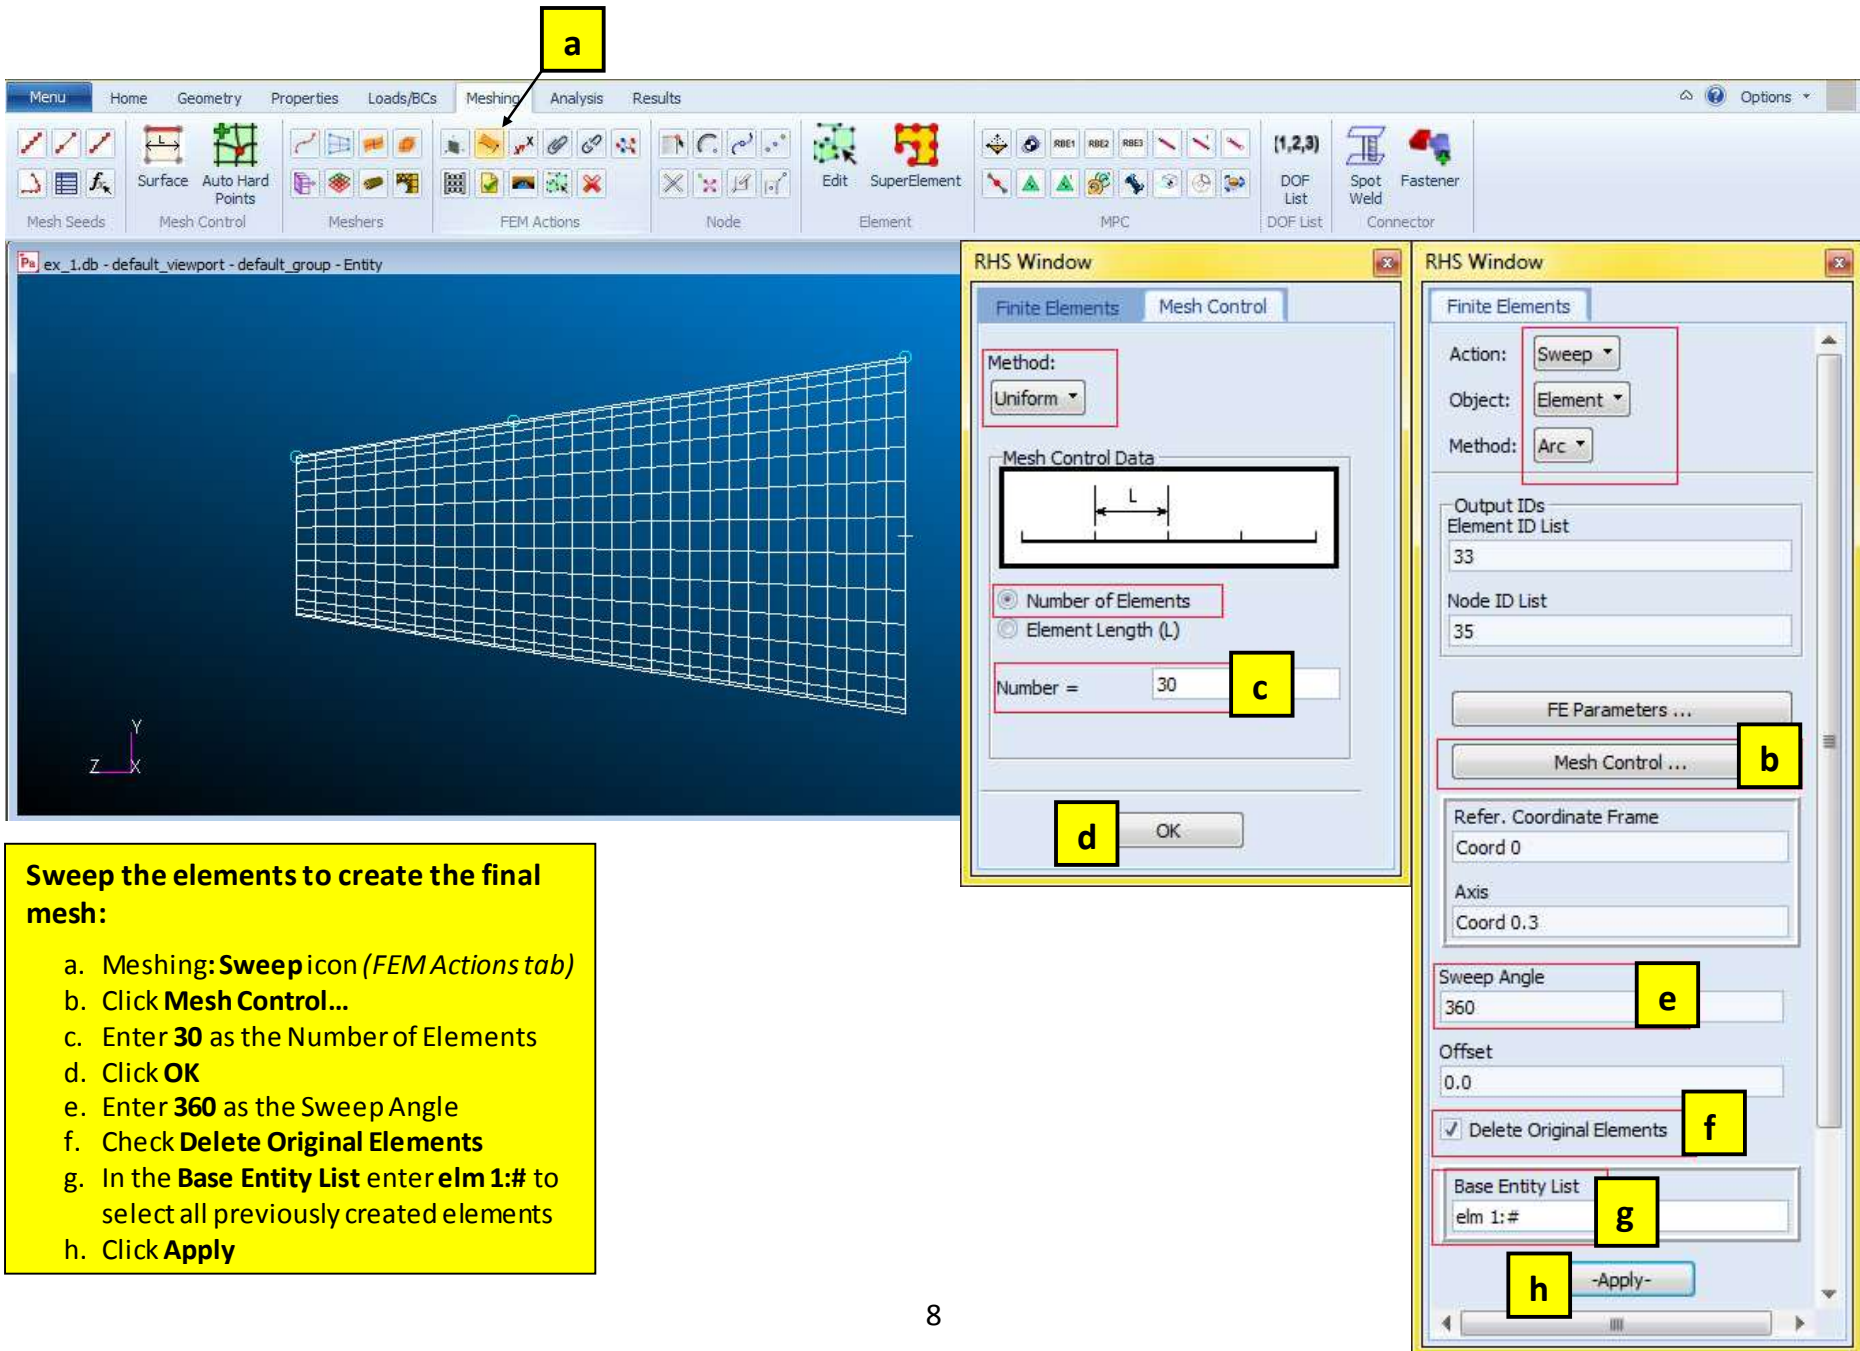 a
Menu Home Geometry Properties Loads/BCs Meshing Analysis Results Options
RBE1 RBE2 RBE3 (1,2,3)
Surface Auto Hard Points Edit SuperElement DOF List Spot Weld Fastener
Mesh Seeds Mesh Control Meshers FEM Actions Node Element MPC DOF List Connector
ex_1.db - default_viewport - default_group - Entity
Y
Z X
RHS Window
Finite Elements Mesh Control
Method:
Uniform
Mesh Control Data
L
Number of Elements
Element Length (L)
Number = 30
c
d
OK
RHS Window
Finite Elements
Action: Sweep
Object: Element
Method: Arc
Output IDs
Element ID List
33
Node ID List
35
FE Parameters ...
Mesh Control ...
b
Refer. Coordinate Frame
Coord 0
Axis
Coord 0.3
Sweep Angle
360
e
Offset
0.0
Delete Original Elements
f
Base Entity List
elm 1:#
g
h
-Apply-
Sweep the elements to create the final
mesh:
a. Meshing: Sweep icon (FEM Actions tab)
b. Click Mesh Control...
c. Enter 30 as the Number of Elements
d. Click OK
e. Enter 360 as the Sweep Angle
f. Check Delete Original Elements
g. In the Base Entity List enter elm 1:# to
select all previously created elements
h. Click Apply
8